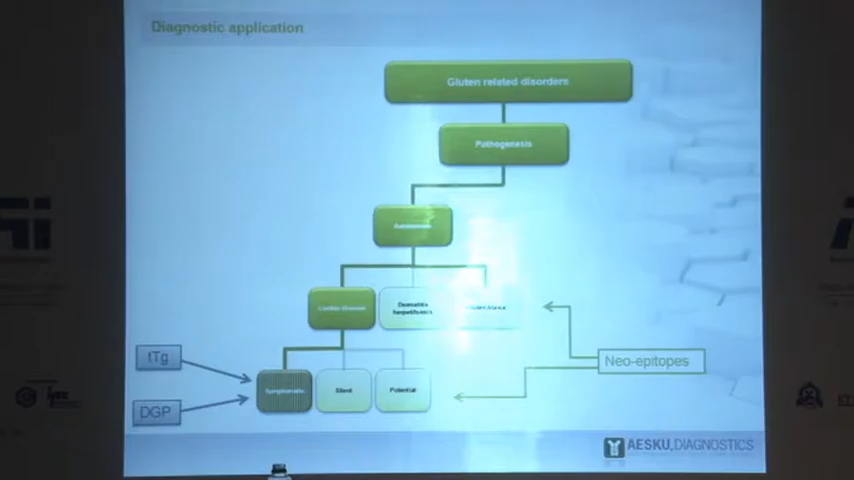 Diagnostic application
Gluten related disorders
Pathogenesis
Autoimmune
Coeliac disease
Dermatitis
herpetiformis
Symptomatic
Silent
Potential
tTg
DGP
Neo-epitopes
AESKU.DIAGNOSTICS